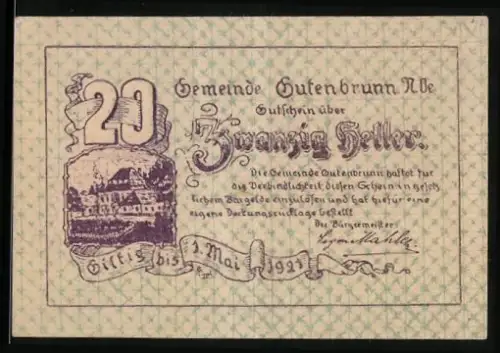 20
Gemeinde Gutenbrunn N.Oe
Gutschein über
Zwanzig Heller.
Die Gemeinde Gutenbrunn haftet für
die Verbindlichkeit diesen Schein in gesetz
lichem Bargelde einzulösen und hat hiefür eine
eigene Deckungsrücklage bestellt
Der Bürgermeister:
Giltig bis 1. Mai 1921